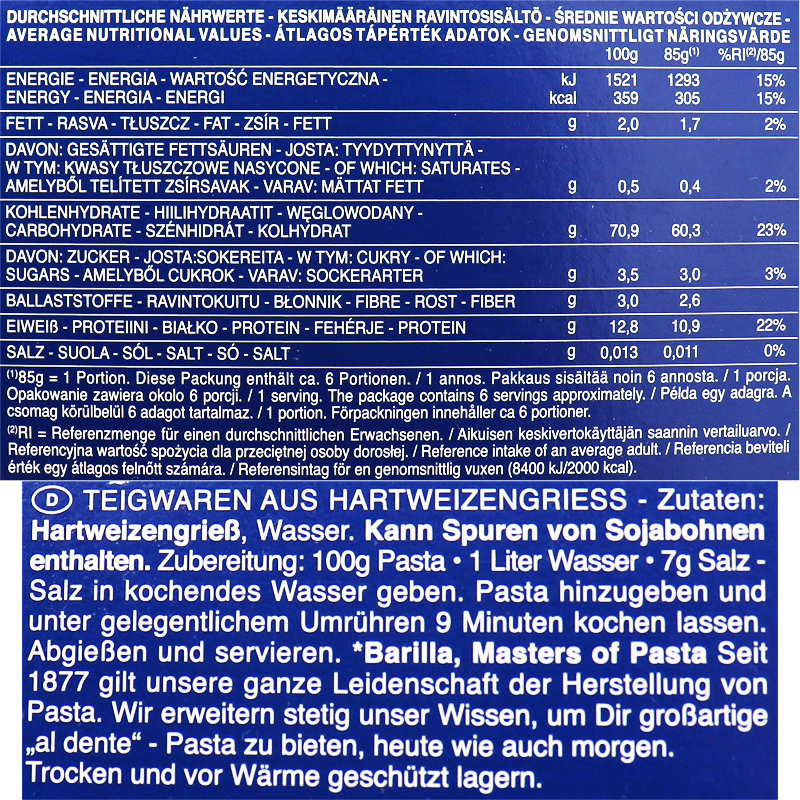 DURCHSCHNITTLICHE NÄHRWERTE - KESKIMÄÄRÄINEN RAVINTOSISÄLTÖ - ŚREDNIE WARTOŚCI ODŻYWCZE -
AVERAGE NUTRITIONAL VALUES - ÁTLAGOS TÁPÉRTÉK ADATOK - GENOMSNITTLIGT NÄRINGSVÄRDE
100g 85g⁽¹⁾ %RI⁽²⁾/85g
ENERGIE - ENERGIA - WARTOŚĆ ENERGETYCZNA - kJ 1521 1293 15%
ENERGY - ENERGIA - ENERGI kcal 359 305 15%
FETT - RASVA - TŁUSZCZ - FAT - ZSÍR - FETT g 2,0 1,7 2%
DAVON: GESÄTTIGTE FETTSÄUREN - JOSTA: TYYDYTTYNYTTÄ -
W TYM: KWASY TŁUSZCZOWE NASYCONE - OF WHICH: SATURATES -
AMELYBŐL TELÍTETT ZSÍRSAVAK - VARAV: MÄTTAT FETT g 0,5 0,4 2%
KOHLENHYDRATE - HIILIHYDRAATIT - WĘGLOWODANY -
CARBOHYDRATE - SZÉNHIDRÁT - KOLHYDRAT g 70,9 60,3 23%
DAVON: ZUCKER - JOSTA:SOKEREITA - W TYM: CUKRY - OF WHICH:
SUGARS - AMELYBŐL CUKROK - VARAV: SOCKERARTER g 3,5 3,0 3%
BALLASTSTOFFE - RAVINTOKUITU - BŁONNIK - FIBRE - ROST - FIBER g 3,0 2,6
EIWEIß - PROTEIINI - BIAŁKO - PROTEIN - FEHÉRJE - PROTEIN g 12,8 10,9 22%
SALZ - SUOLA - SÓL - SALT - SÓ - SALT g 0,013 0,011 0%
⁽¹⁾85g = 1 Portion. Diese Packung enthält ca. 6 Portionen. / 1 annos. Pakkaus sisältää noin 6 annosta. / 1 porcja.
Opakowanie zawiera około 6 porcji. / 1 serving. The package contains 6 servings approximately. / Példa egy adagra. A
csomag körülbelül 6 adagot tartalmaz. / 1 portion. Förpackningen innehåller ca 6 portioner.
⁽²⁾RI = Referenzmenge für einen durchschnittlichen Erwachsenen. / Aikuisen keskivertokäyttäjän saannin vertailuarvo. /
Referencyjna wartość spożycia dla przeciętnej osoby dorosłej. / Reference intake of an average adult. / Referencia beviteli
érték egy átlagos felnőtt számára. / Referensintag för en genomsnittlig vuxen (8400 kJ/2000 kcal).
D TEIGWAREN AUS HARTWEIZENGRIESS - Zutaten:
Hartweizengrieß, Wasser. Kann Spuren von Sojabohnen
enthalten. Zubereitung: 100g Pasta • 1 Liter Wasser • 7g Salz -
Salz in kochendes Wasser geben. Pasta hinzugeben und
unter gelegentlichem Umrühren 9 Minuten kochen lassen.
Abgießen und servieren. *Barilla, Masters of Pasta Seit
1877 gilt unsere ganze Leidenschaft der Herstellung von
Pasta. Wir erweitern stetig unser Wissen, um Dir großartige
„al dente“ - Pasta zu bieten, heute wie auch morgen.
Trocken und vor Wärme geschützt lagern.